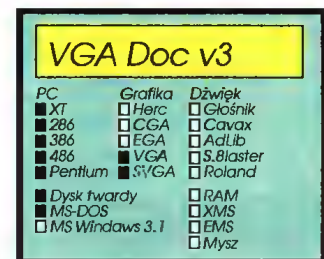 VGA Doc v3
PC Grafika Dźwięk
XT Herc Głośnik
286 CGA Cavax
386 EGA AdLib
486 VGA S.Blaster
Pentium SVGA Roland
Dysk twardy RAM
MS-DOS XMS
MS Windows 3.1 EMS
Mysz